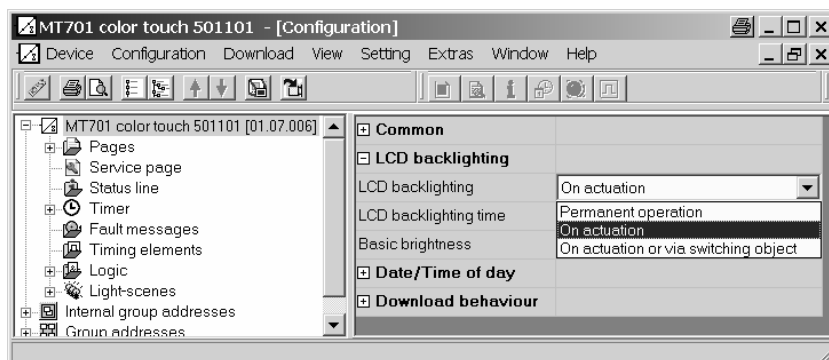 MT701 color touch 501101 - [Configuration]
Device Configuration Download View Setting Extras Window Help
MT701 color touch 501101 [01.07.006]
Pages
Service page
Status line
Timer
Fault messages
Timing elements
Logic
Light-scenes
Internal group addresses
Group addresses
Common
LCD backlighting
LCD backlighting
On actuation
LCD backlighting time
Permanent operation
On actuation
Basic brightness
On actuation or via switching object
Date/Time of day
Download behaviour